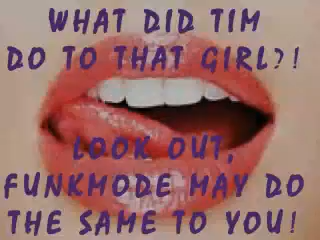 WHAT DID TIM
DO TO THAT GIRL?!
LOOK OUT,
FUNKMODE MAY DO
THE SAME TO YOU!